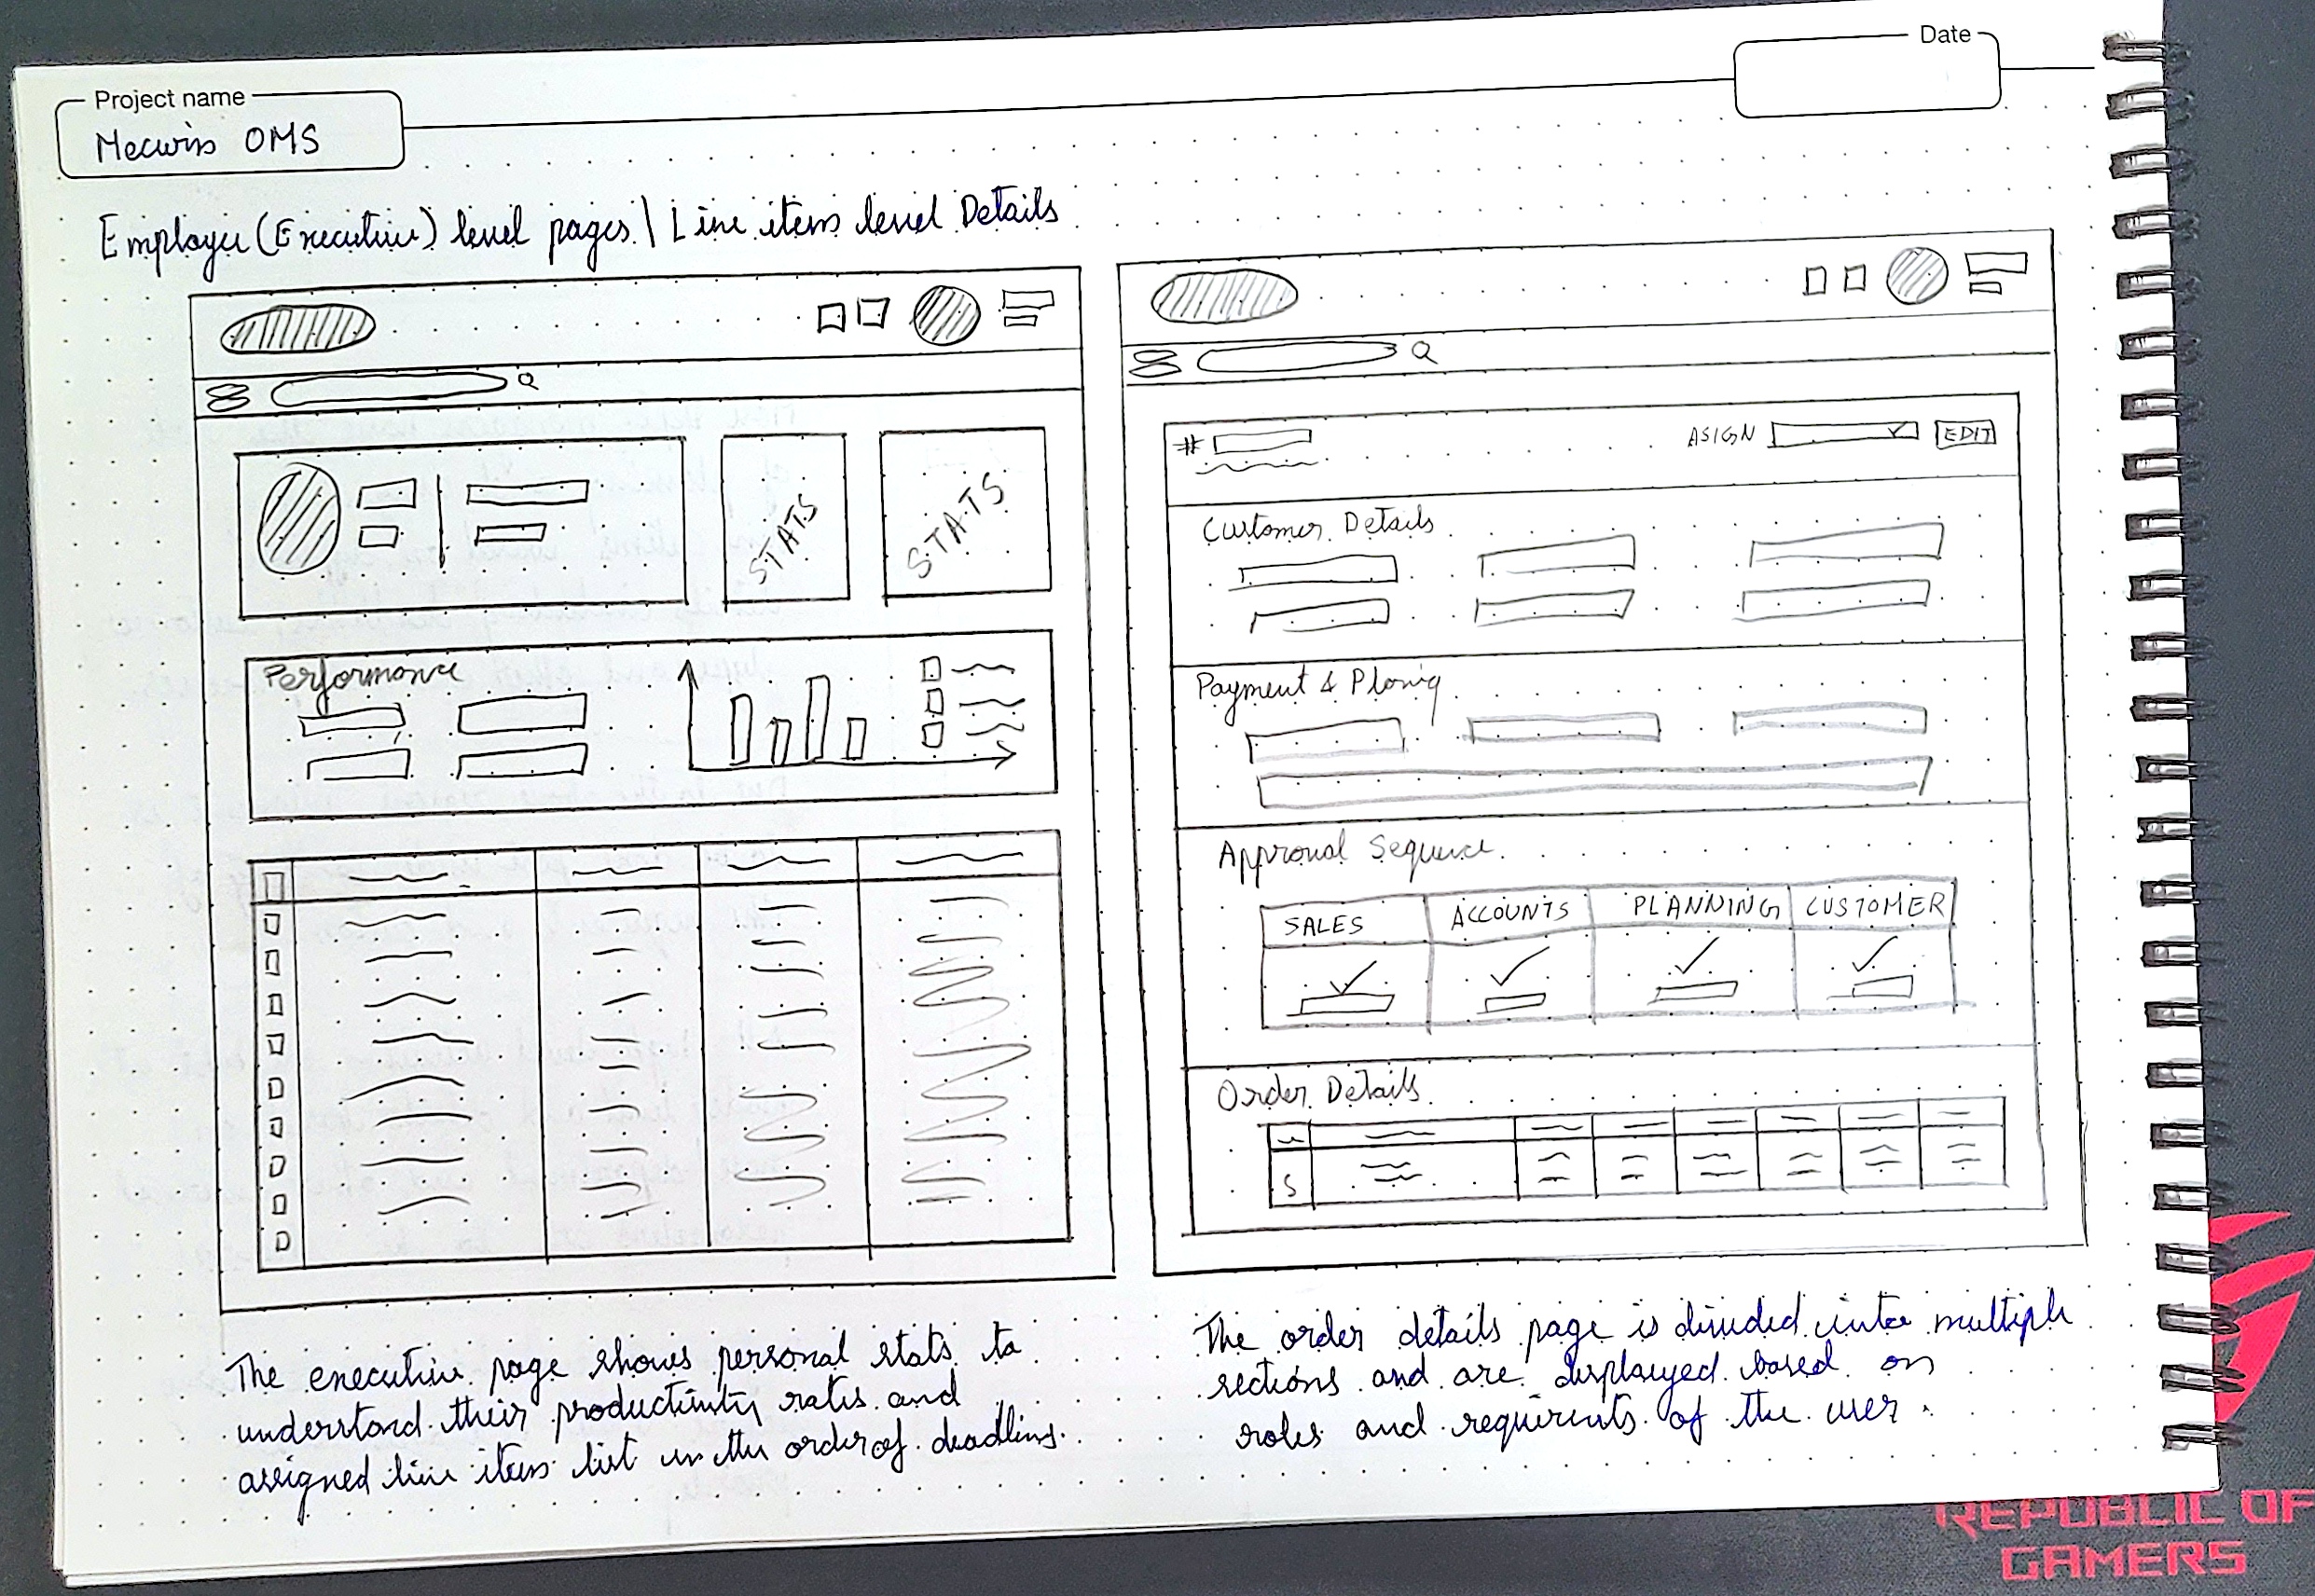 Project name
Date
Mecwin OMS
Employee (Executive) level pages | Line items level Details
STATS
STATS
Performance
The executive page shows personal stats to
understand their productivity rates and
assigned line items list in the order of deadlines.
ASIGN
EDIT
#
Customer Details
Payment &
Approval Sequence
SALES ACCOUNTS PLANNING CUSTOMER
Order Details
S
The order details page is divided into multiple
sections and are displayed based on
roles and requirients of the user.
REPUBLIC OF
GAMERS